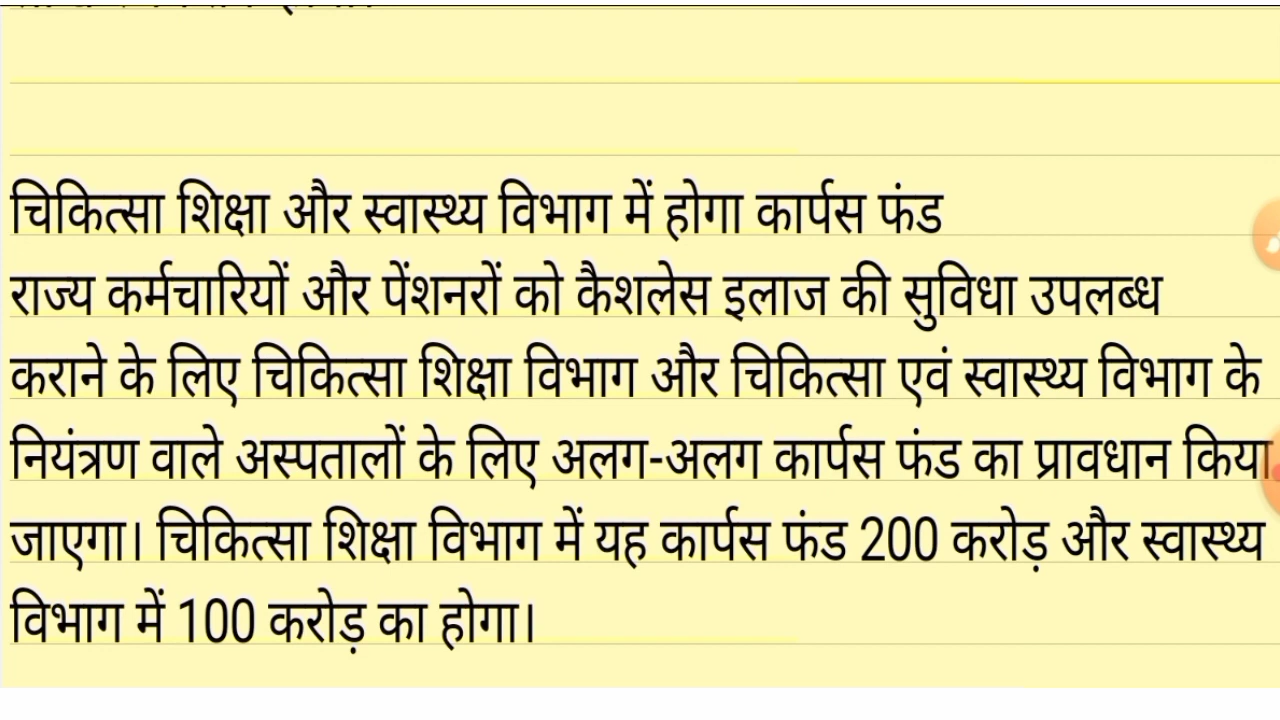 चिकित्सा शिक्षा और स्वास्थ्य विभाग में होगा कार्पस फंड
राज्य कर्मचारियों और पेंशनरों को कैशलेस इलाज की सुविधा उपलब्ध
कराने के लिए चिकित्सा शिक्षा विभाग और चिकित्सा एवं स्वास्थ्य विभाग के
नियंत्रण वाले अस्पतालों के लिए अलग-अलग कार्पस फंड का प्रावधान किया
जाएगा। चिकित्सा शिक्षा विभाग में यह कार्पस फंड 200 करोड़ और स्वास्थ्य
विभाग में 100 करोड़ का होगा।